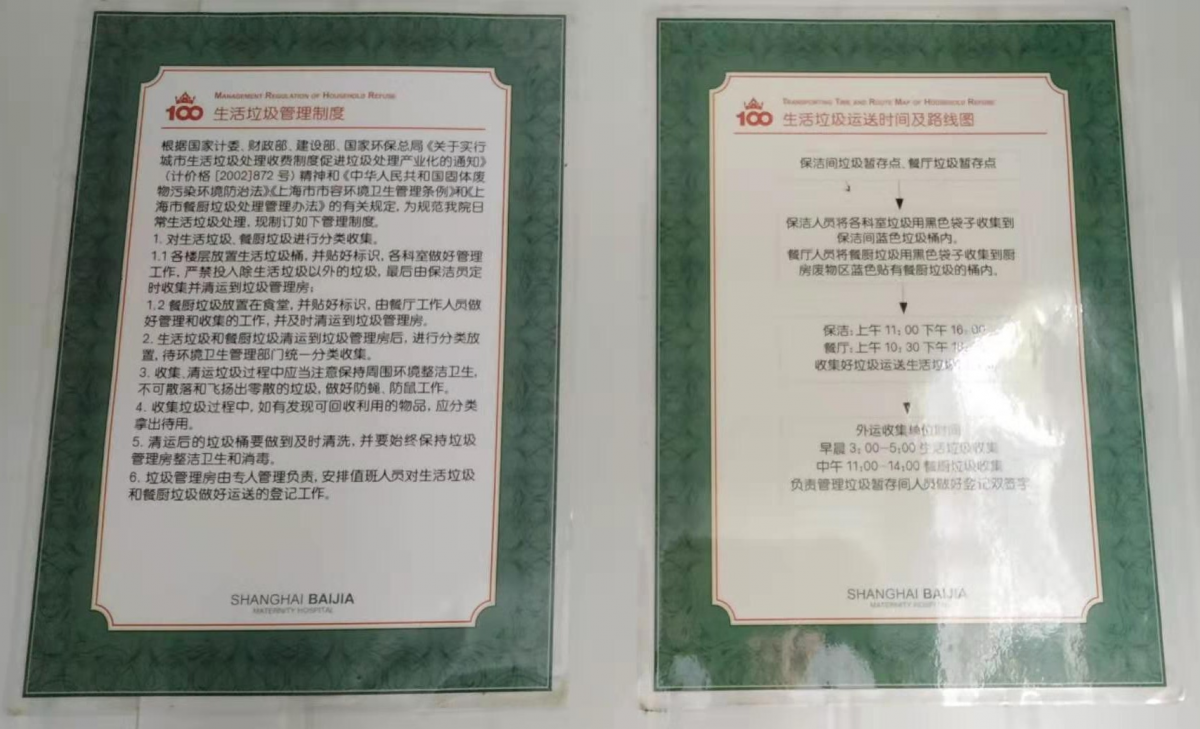 MANAGEMENT REGULATION OF HOUSEHOLD REFUSE
100 生活垃圾管理制度
根据国家计委、财政部、建设部、国家环保总局《关于实行
城市生活垃圾处理收费制度促进垃圾处理产业化的通知》
(计价格[2002]872号)精神和《中华人民共和国固体废
物污染环境防治法》《上海市市容环境卫生管理条例》和《上
海市餐厨垃圾处理管理办法》的有关规定,为规范我院日
常生活垃圾处理,现制订如下管理制度。
1. 对生活垃圾、餐厨垃圾进行分类收集。
1.1 各楼层放置生活垃圾桶,并贴好标识,各科室做好管理
工作,严禁投入除生活垃圾以外的垃圾,最后由保洁员定
时收集并清运到垃圾管理房;
1.2 餐厨垃圾放置在食堂,并贴好标识,由餐厅工作人员做
好管理和收集的工作,并及时清运到垃圾管理房。
2. 生活垃圾和餐厨垃圾清运到垃圾管理房后,进行分类放
置,待环境卫生管理部门统一分类收集。
3. 收集、清运垃圾过程中应当注意保持周围环境整洁卫生,
不可散落和飞扬出零散的垃圾,做好防蝇、防鼠工作。
4. 收集垃圾过程中,如有发现可回收利用的物品,应分类
拿出待用。
5. 清运后的垃圾桶要做到及时清洗,并要始终保持垃圾
管理房整洁卫生和消毒。
6. 垃圾管理房由专人管理负责,安排值班人员对生活垃圾
和餐厨垃圾做好运送的登记工作。
SHANGHAI BAIJIA
MATERNITY HOSPITAL
TRANSPORTING TIME AND ROUTE MAP OF HOUSEHOLD REFUSE
100 生活垃圾运送时间及路线图
保洁间垃圾暂存点、餐厅垃圾暂存点
保洁人员将各科室垃圾用黑色袋子收集到
保洁间蓝色垃圾桶内。
餐厅人员将餐厨垃圾用黑色袋子收集到厨
房废物区蓝色贴有餐厨垃圾的桶内。
保洁:上午11:00 下午16:00
餐厅:上午10:30 下午
收集好垃圾运送生活垃圾
外运收集 时间
早晨3:00-5:00 生活垃圾收集
中午11:00-14:00 餐厨垃圾收集
负责管理垃圾暂存间人员做好登记双签字
SHANGHAI BAIJIA
MATERNITY HOSPITAL